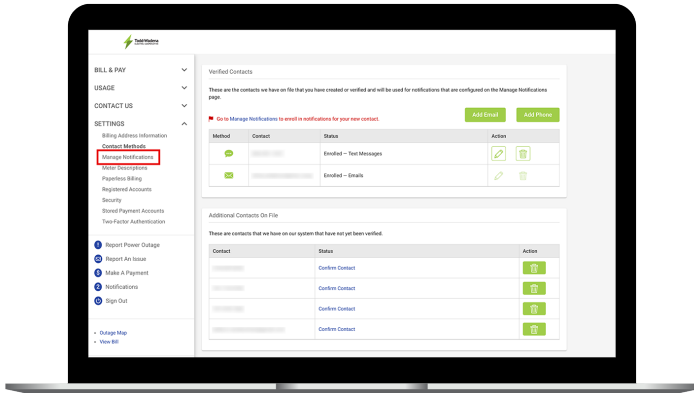 Todd-Wadena
BILL & PAY
USAGE
CONTACT US
SETTINGS
Billing Address Information
Contact Methods
Manage Notifications
Meter Descriptions
Paperless Billing
Registered Accounts
Security
Stored Payment Accounts
Two-Factor Authentication
Report Power Outage
Report An Issue
Make A Payment
Notifications
Sign Out
Outage Map
View Bill
Verified Contacts
These are the contacts we have on file that you have created or verified and will be used for notifications that are configured on the Manage Notifications
page.
Go to Manage Notifications to enroll in notifications for your new contact.
Add Email Add Phone
Method Contact Status Action
Enrolled – Text Messages
Enrolled – Emails
Additional Contacts On File
These are contacts that we have on our system that have not yet been verified.
Contact Status Action
Confirm Contact
Confirm Contact
Confirm Contact
Confirm Contact